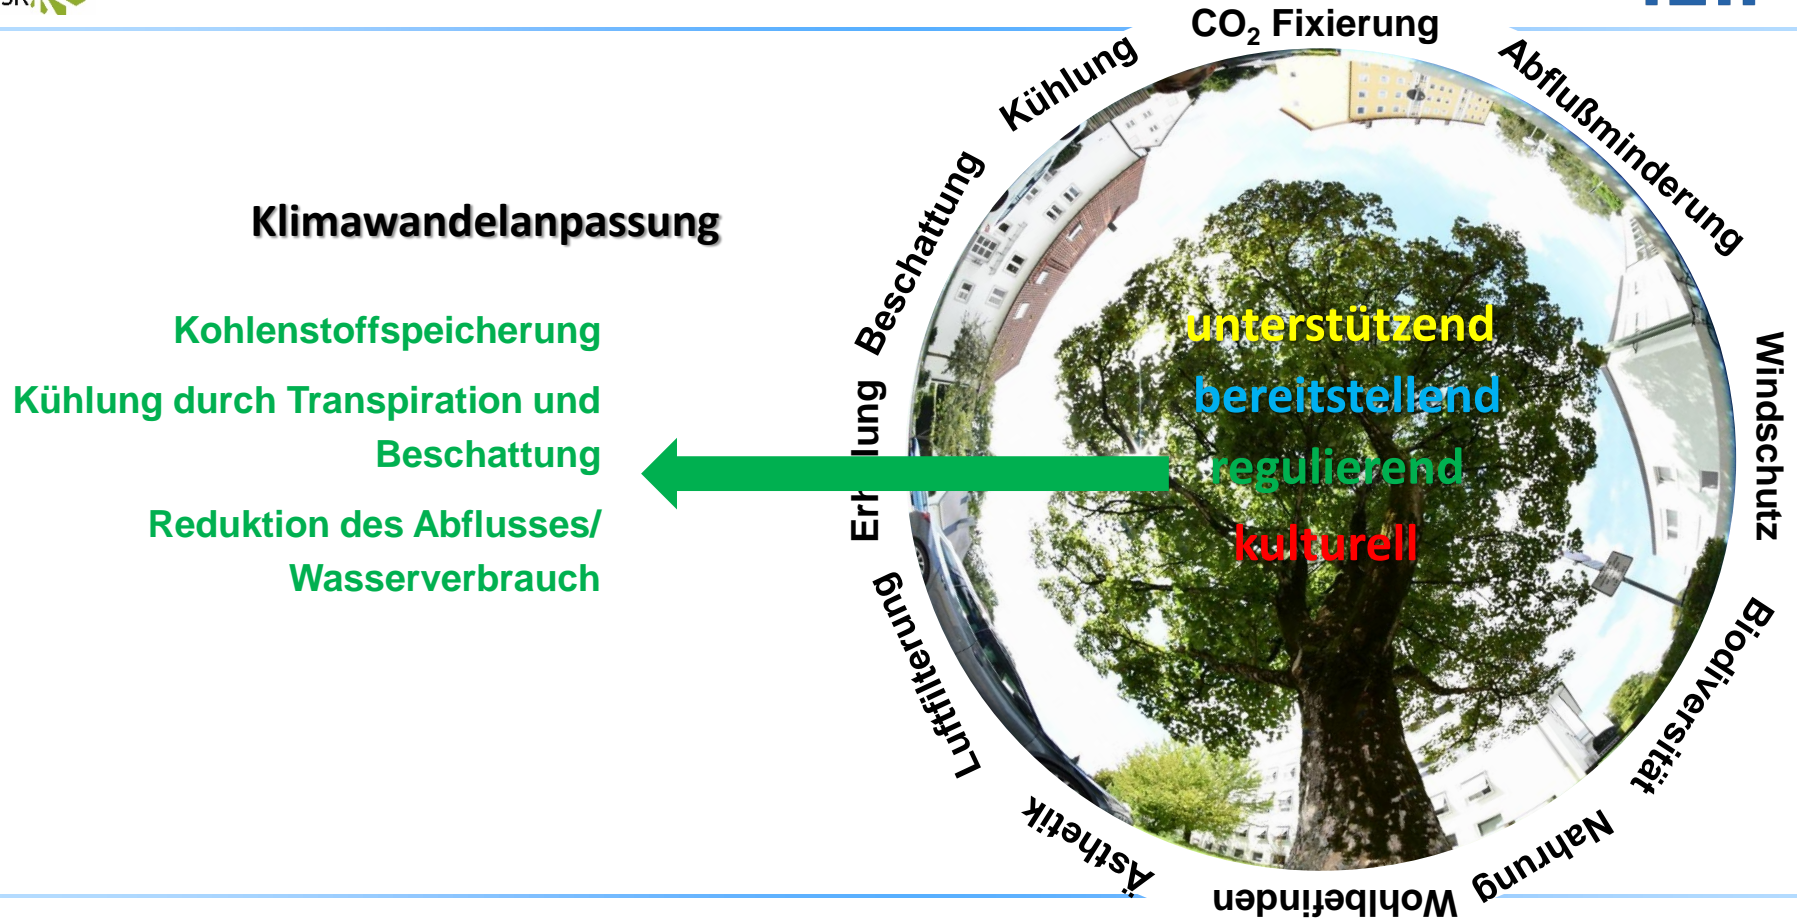 CO₂ Fixierung
Kühlung
Abflußminderung
Beschattung
Klimawandelanpassung
Kohlenstoffspeicherung
Kühlung durch Transpiration und
Beschattung
Reduktion des Abflusses/
Wasserverbrauch
unterstützend
bereitstellend
regulierend
kulturell
Windschutz
Luftfilterung
Biodiversität
Ästhetik
Nahrung
Wohlbefinden